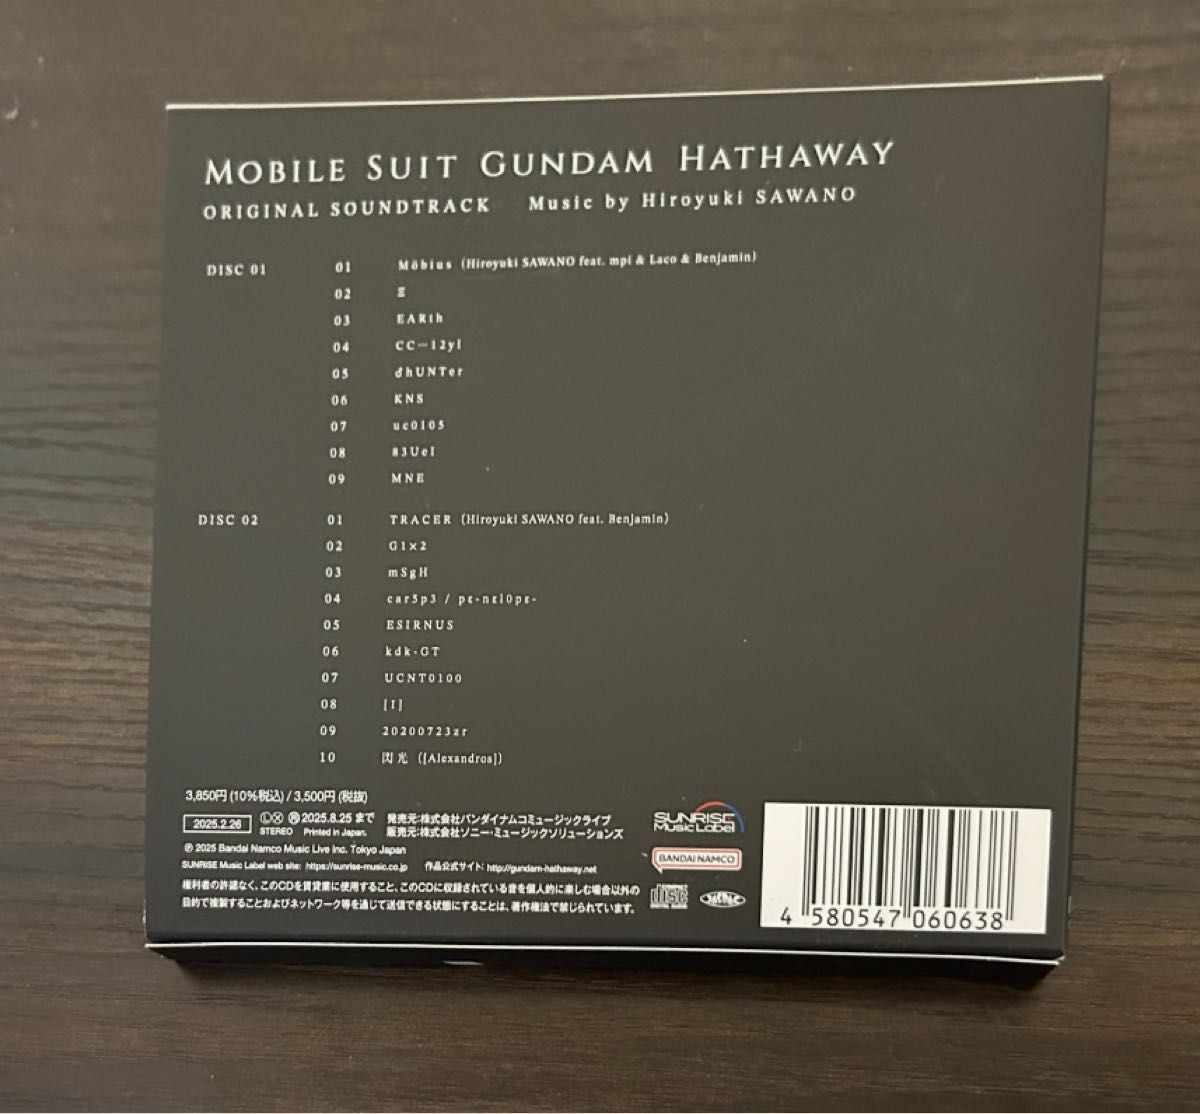 MOBILE SUIT GUNDAM HATHAWAY
ORIGINAL SOUNDTRACK Music by Hiroyuki SAWANO
DISC 01 01 Möbius (Hiroyuki SAWANO feat. mpi & Laco & Benjamin)
02 Ξ
03 EARth
04 CC-12yl
05 dhUNTer
06 KNS
07 uc0105
08 83UeI
09 MNE
DISC 02 01 TRACER (Hiroyuki SAWANO feat. Benjamin)
02 G1×2
03 mSgH
04 car5p3 / pε-nεl0pε-
05 ESIRNUS
06 kdk-GT
07 UCNT0100
08 [I]
09 20200723zr
10 閃光 ([Alexandros])
3,850円 (10%税込) / 3,500円 (税抜)
2025.2.26 Ⓛ Ⓧ Ⓡ 2025.8.25 まで 発売元:株式会社バンダイナムコミュージックライブ
STEREO Printed in Japan. 販売元:株式会社ソニー・ミュージックソリューションズ
℗ 2025 Bandai Namco Music Live Inc. Tokyo Japan
SUNRISE Music Label web site: https://sunrise-music.co.jp 作品公式サイト: http://gundam-hathaway.net
権利者の許諾なく、このCDを賃貸業に使用すること、このCDに収録されている音を個人的に楽しむ場合以外の
目的で複製することおよびネットワーク等を通じて送信できる状態にすることは、著作権法で禁じられています。
SUNRISE
Music Label
BANDAI NAMCO
COMPACT
disc
DIGITAL AUDIO
JASRAC
4 580547 060638